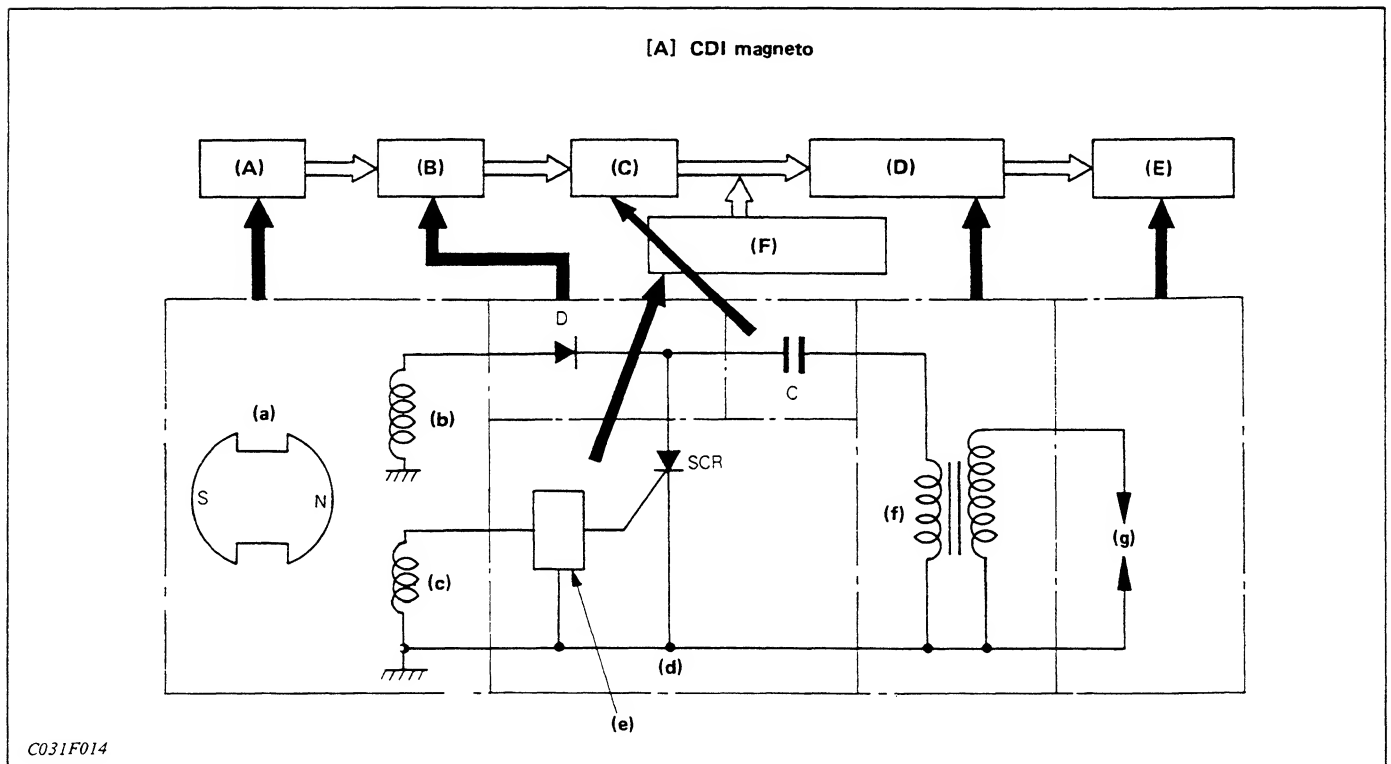 [A] CDI magneto
(A) (B) (C) (D) (E)
(F)
D
C
(a)
(b)
SCR
S N
(f)
(g)
(c)
(d)
(e)
C031F014